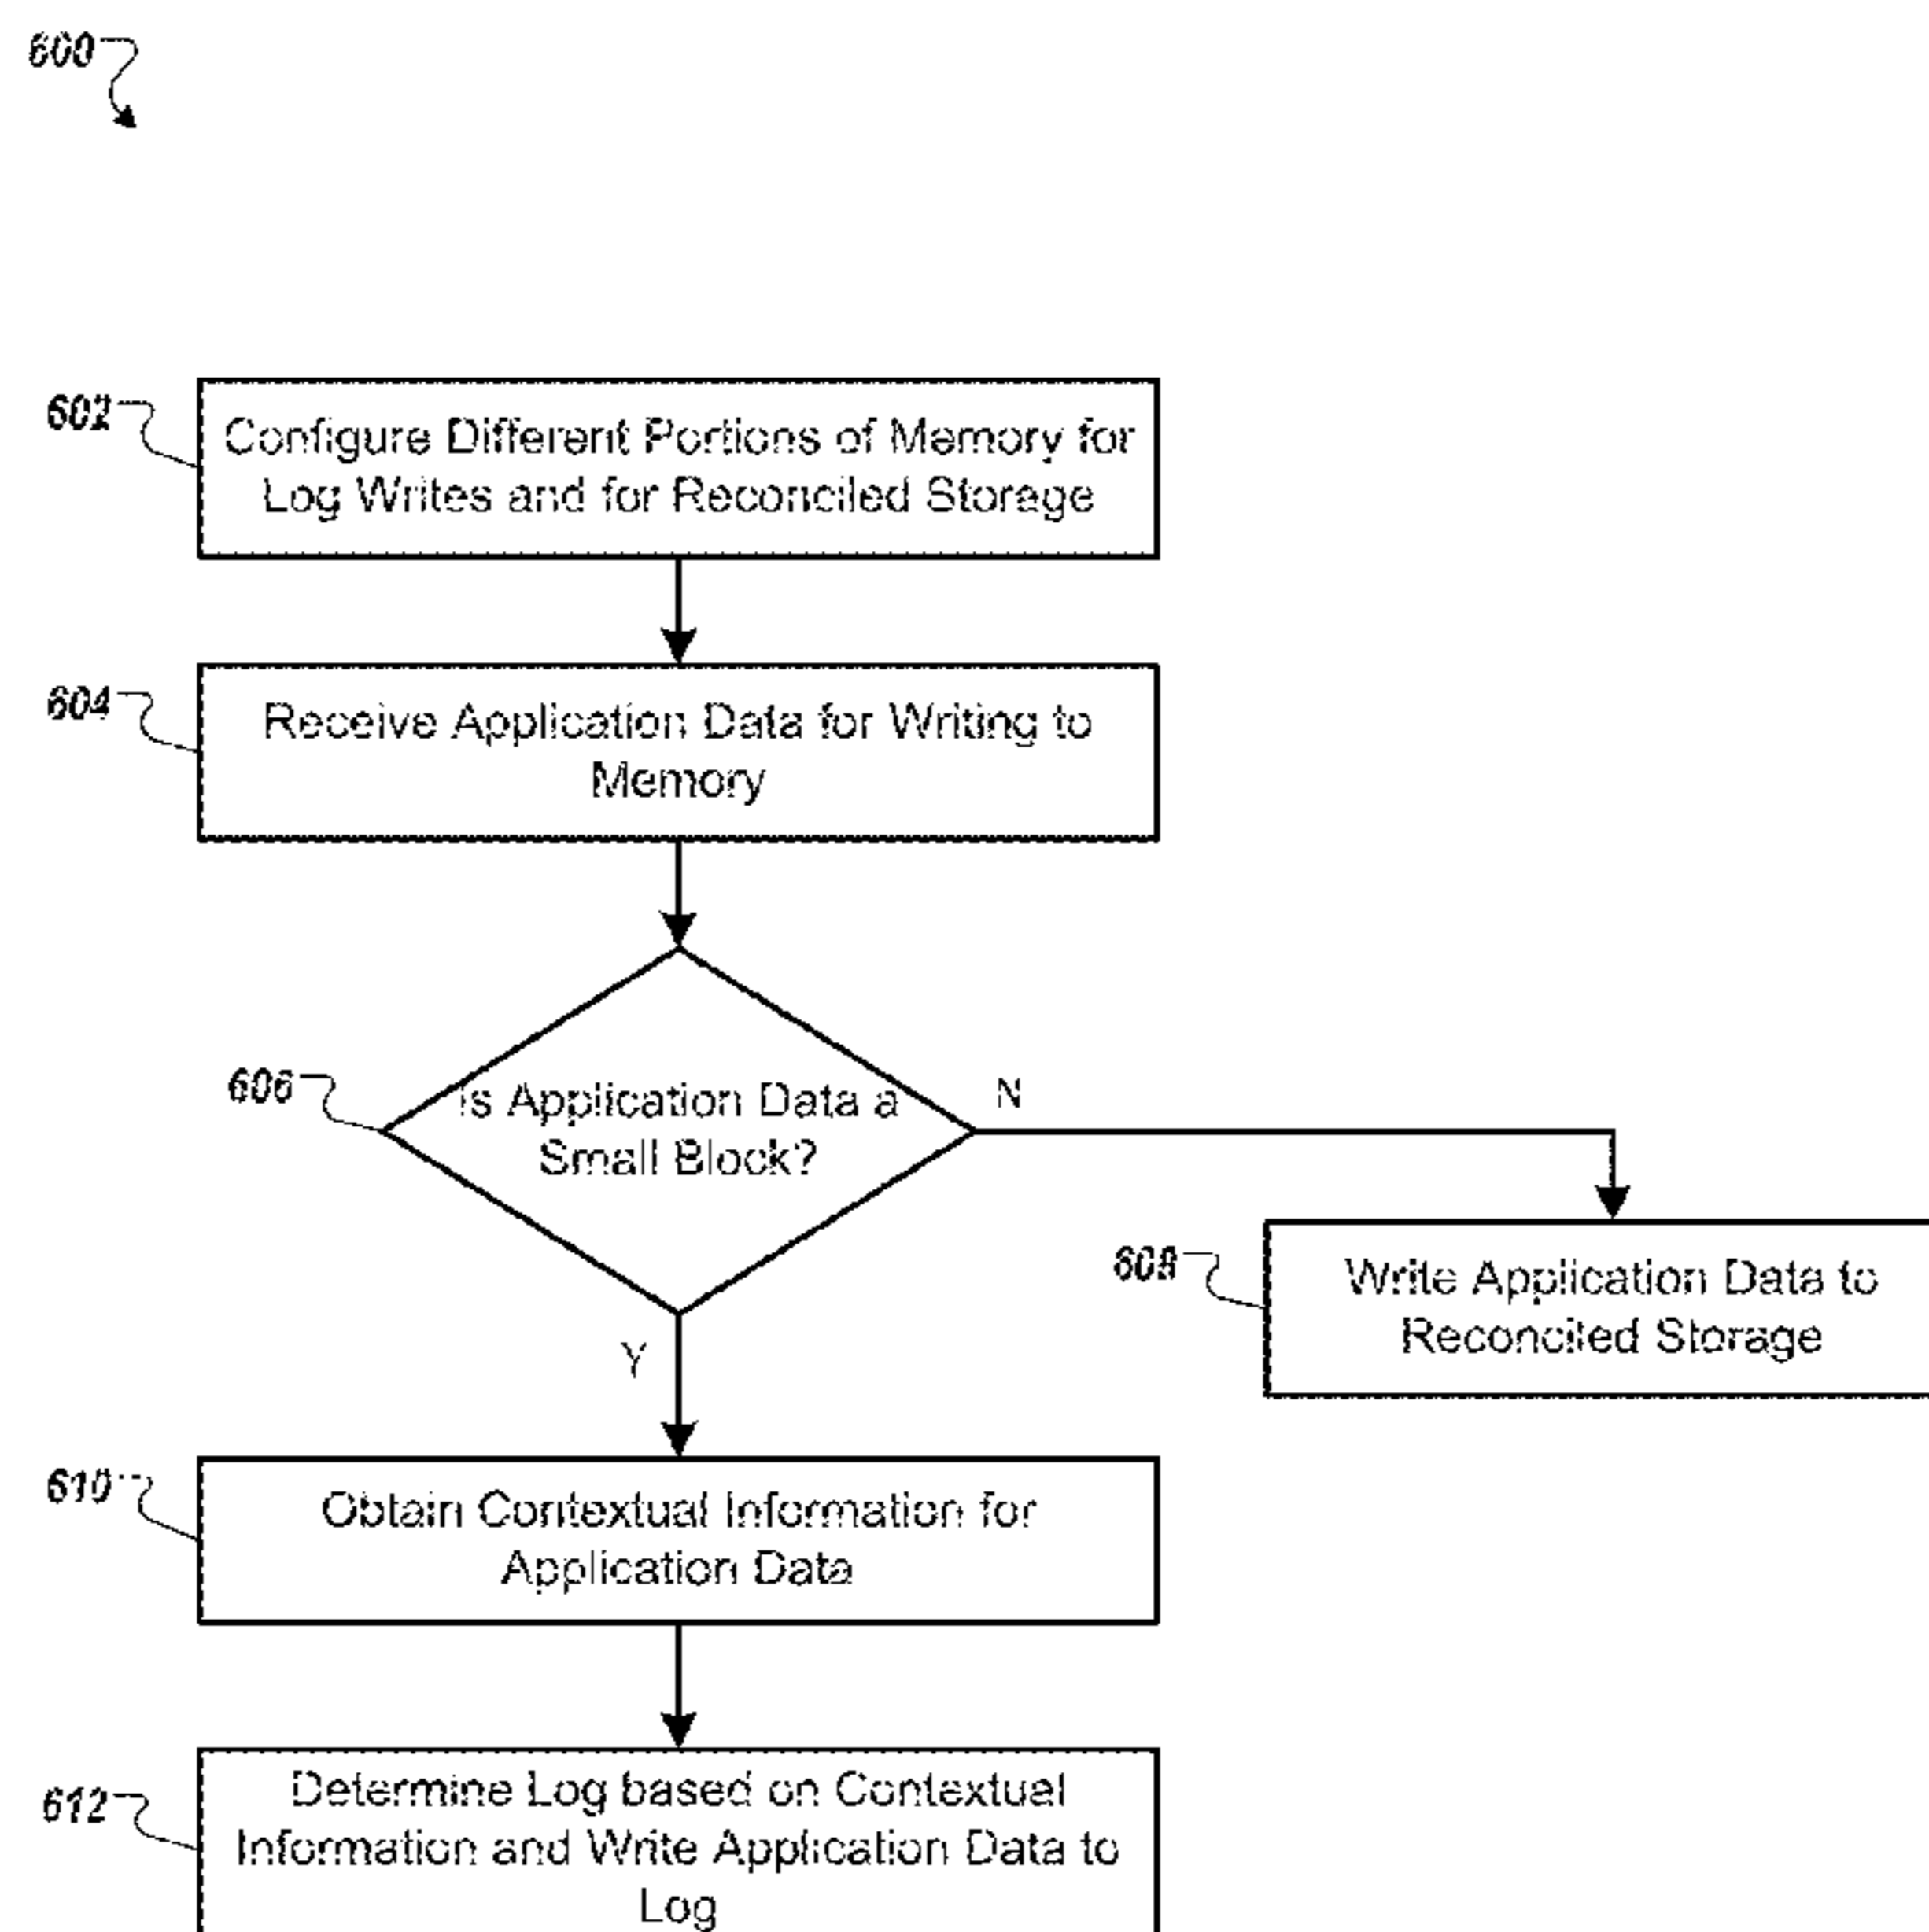 600
602
Configure Different Portions of Memory for
Log Writes and for Reconciled Storage
604
Receive Application Data for Writing to
Memory
606
Is Application Data a
Small Block?
N
608
Write Application Data to
Reconciled Storage
Y
610
Obtain Contextual Information for
Application Data
612
Determine Log based on Contextual
Information and Write Application Data to
Log